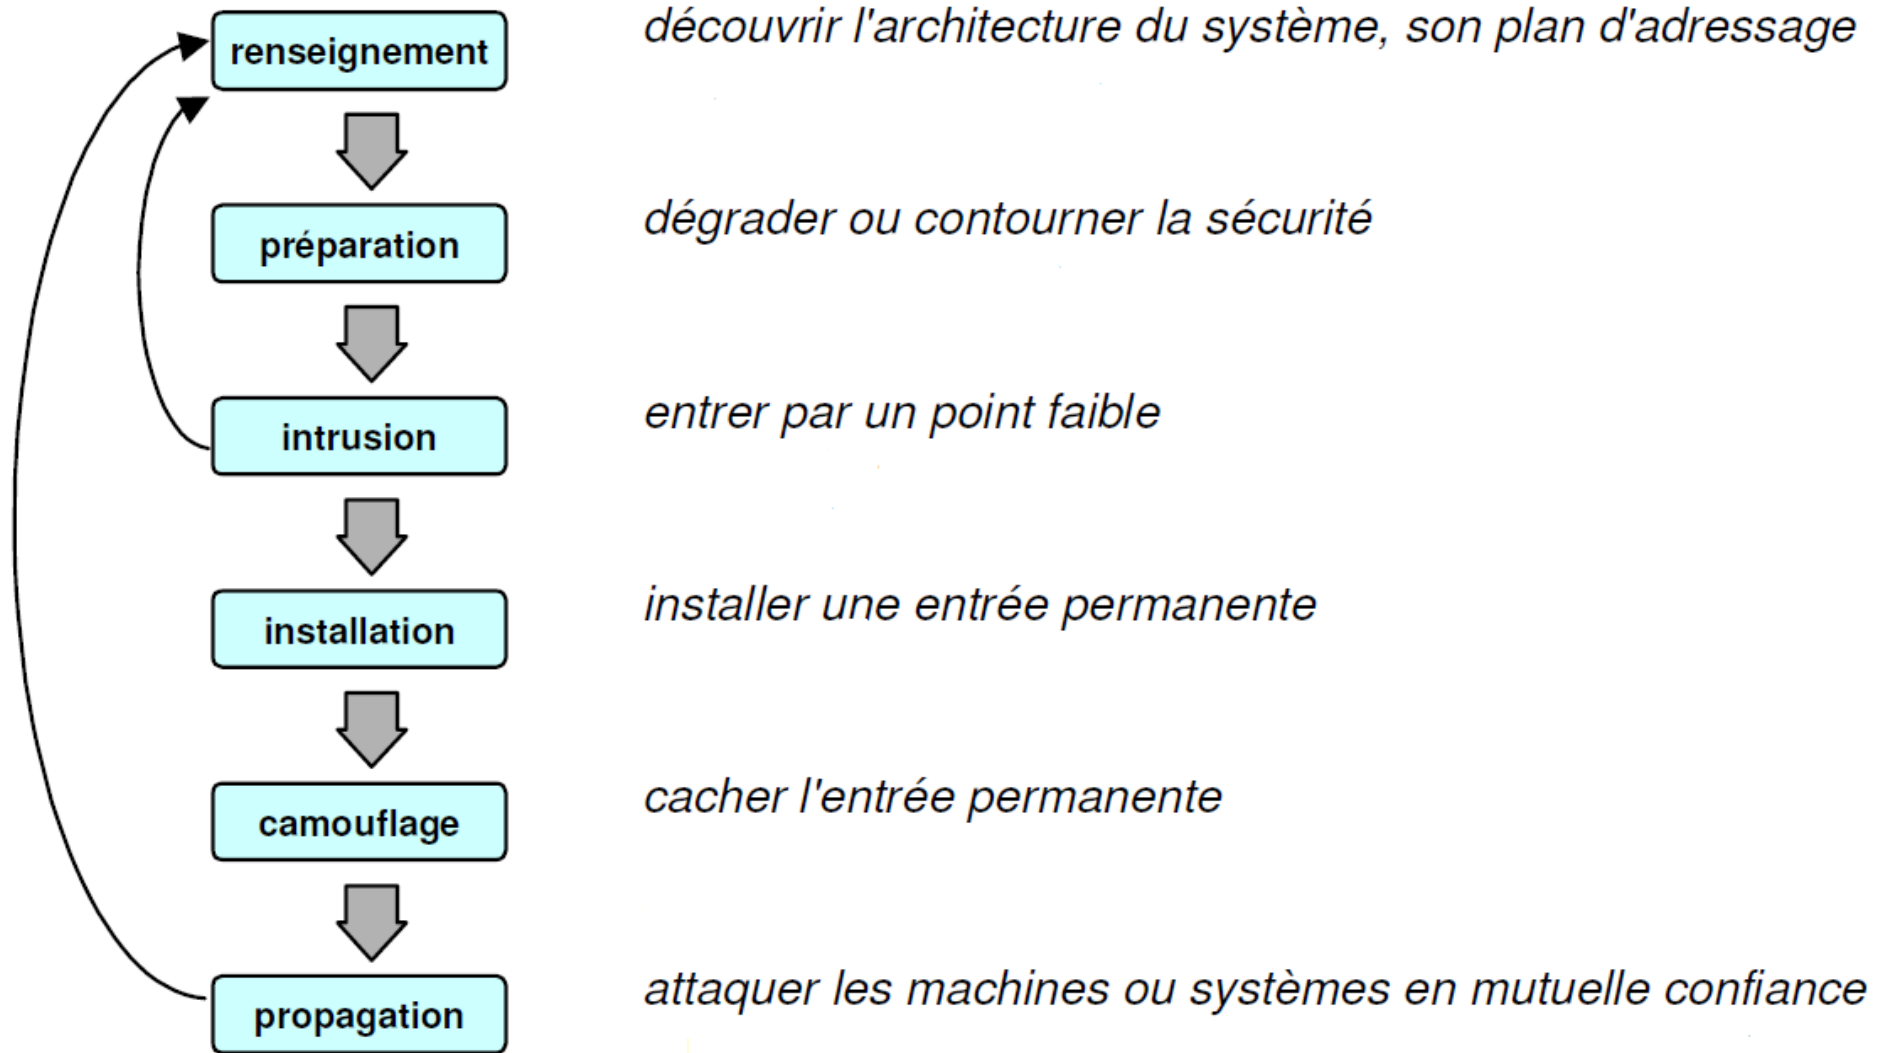 renseignement
découvrir l'architecture du système, son plan d'adressage
préparation
dégrader ou contourner la sécurité
intrusion
entrer par un point faible
installation
installer une entrée permanente
camouflage
cacher l'entrée permanente
propagation
attaquer les machines ou systèmes en mutuelle confiance